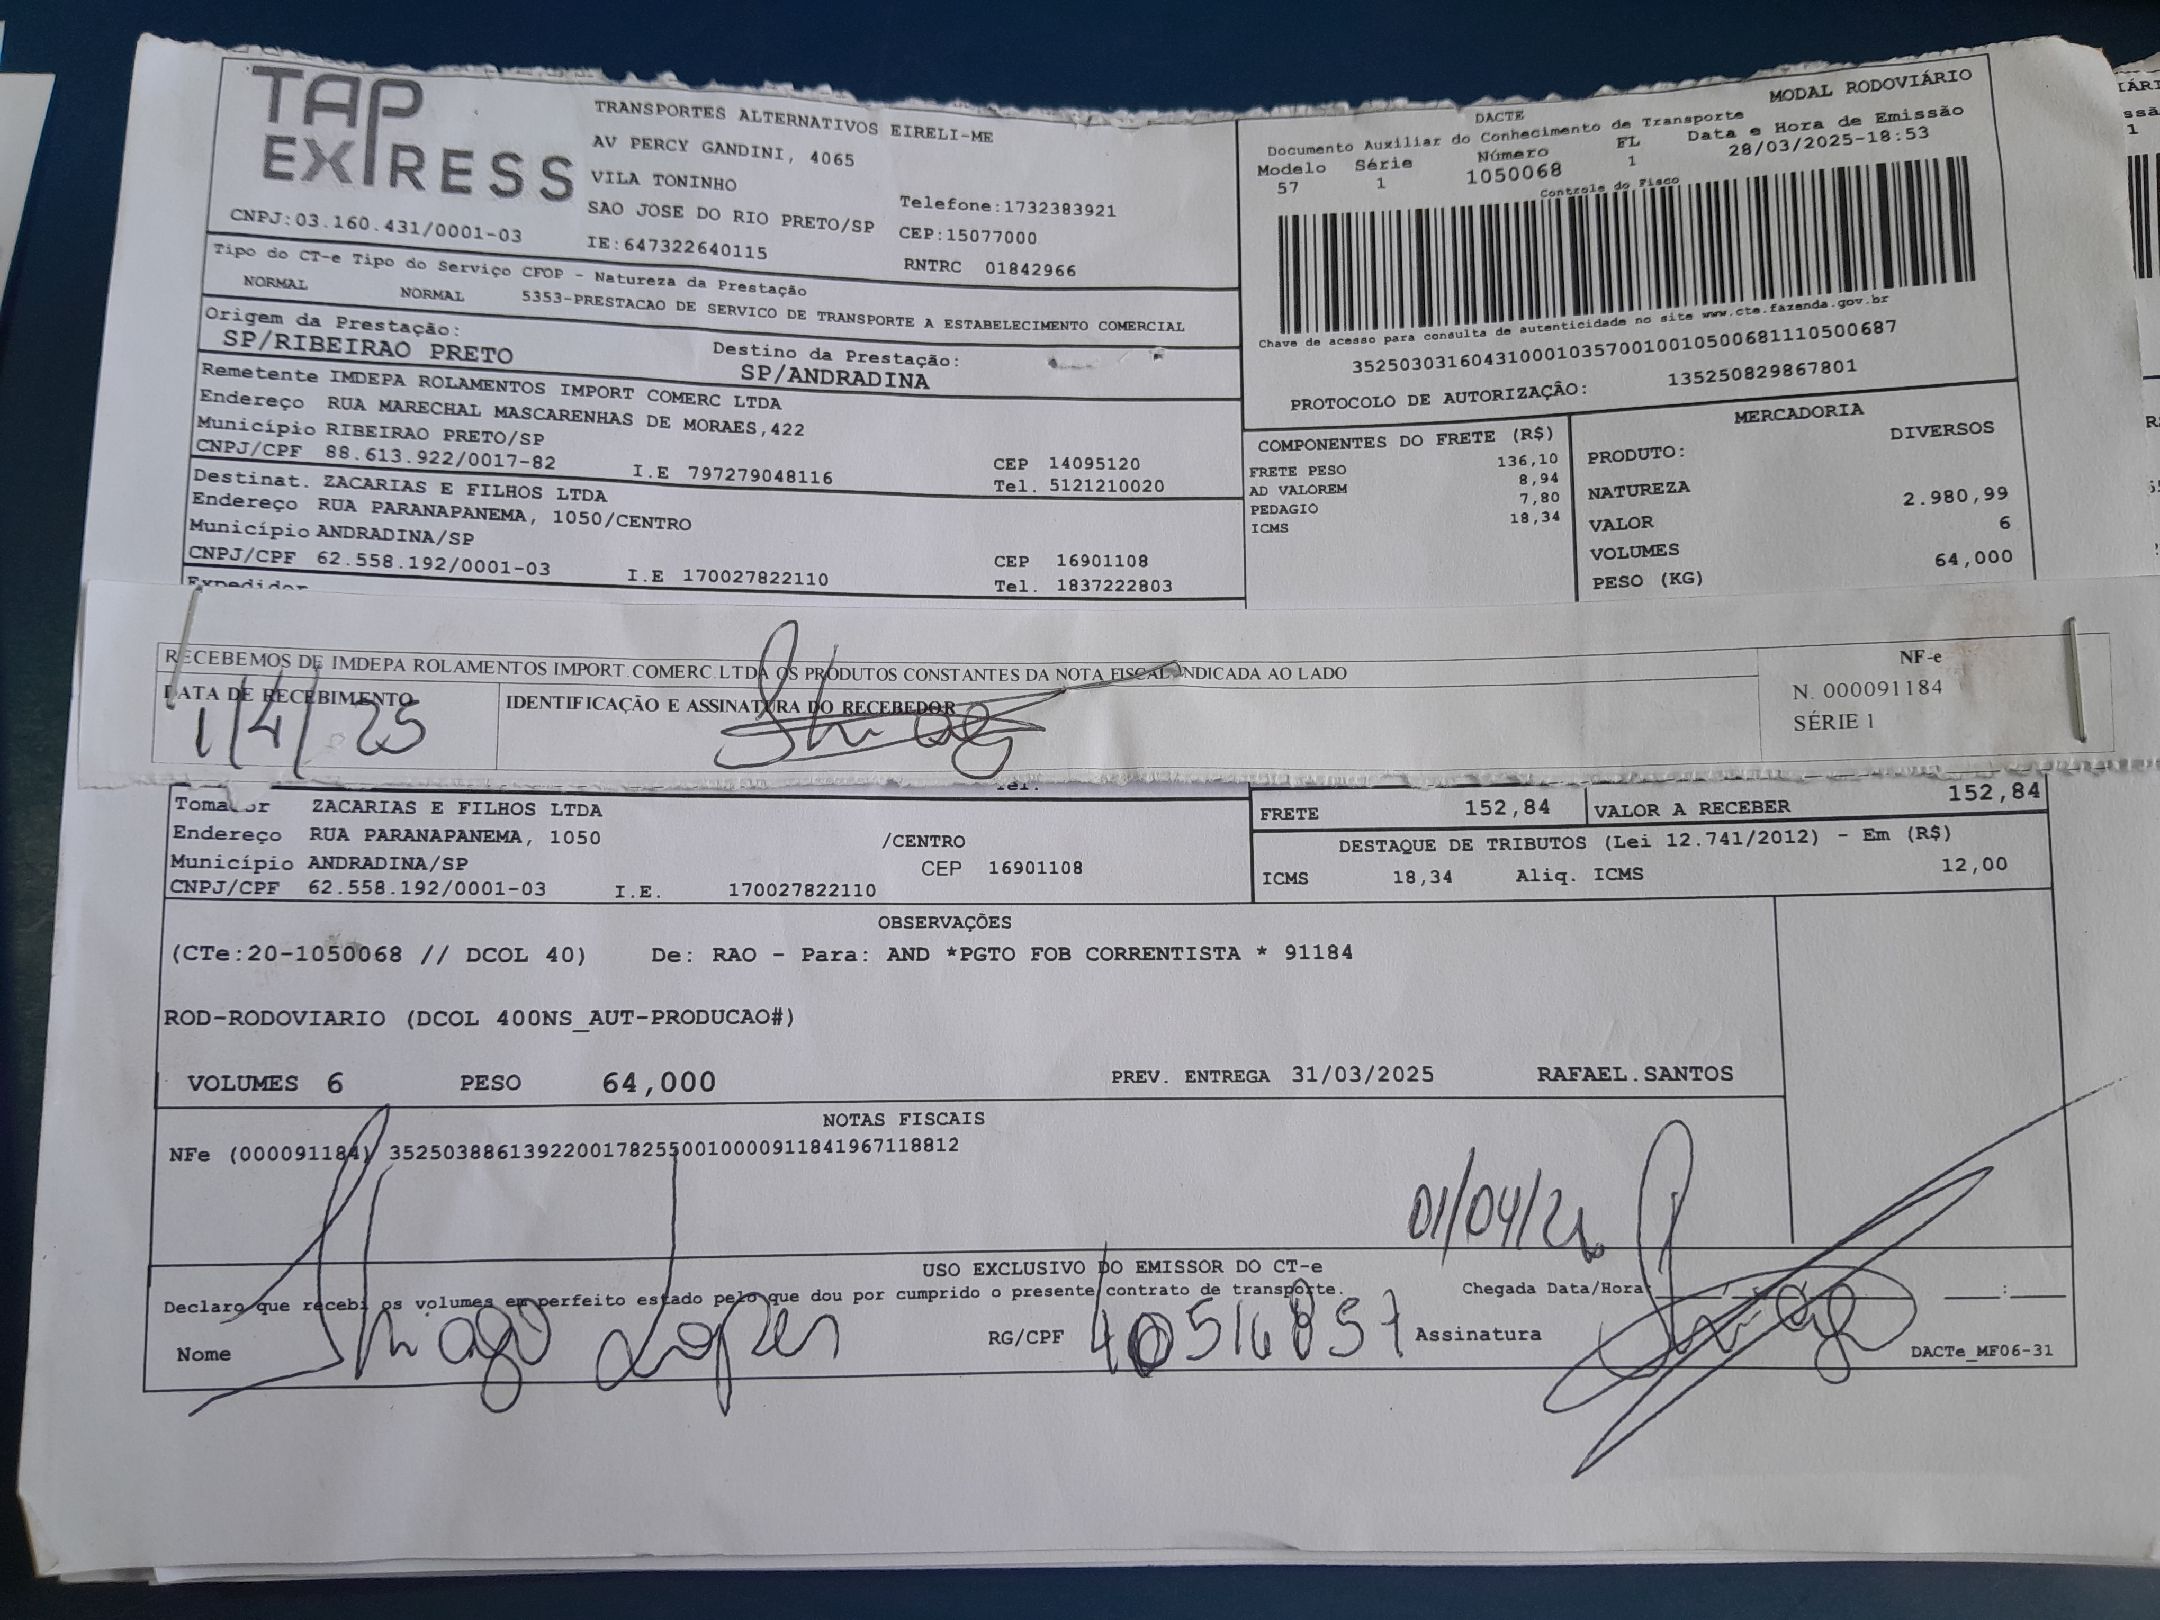 TAP
EXPRESS
TRANSPORTES ALTERNATIVOS EIRELI-ME
AV PERCY GANDINI, 4065
VILA TONINHO
SAO JOSE DO RIO PRETO/SP
Telefone:1732383921
CEP:15077000
CNPJ:03.160.431/0001-03
IE:647322640115
RNTRC 01842966
Tipo do CT-e Tipo do Serviço CFOP - Natureza da Prestação
NORMAL NORMAL 5353-PRESTACAO DE SERVICO DE TRANSPORTE A ESTABELECIMENTO COMERCIAL
Origem da Prestação:
SP/RIBEIRAO PRETO
Destino da Prestação:
SP/ANDRADINA
Remetente IMDEPA ROLAMENTOS IMPORT COMERC LTDA
Endereço RUA MARECHAL MASCARENHAS DE MORAES,422
Município RIBEIRAO PRETO/SP
CEP 14095120
CNPJ/CPF 88.613.922/0017-82 I.E 797279048116 Tel. 5121210020
Destinat. ZACARIAS E FILHOS LTDA
Endereço RUA PARANAPANEMA, 1050/CENTRO
Município ANDRADINA/SP
CEP 16901108
CNPJ/CPF 62.558.192/0001-03 I.E 170027822110 Tel. 1837222803
Expedidor
DACTE
MODAL RODOVIÁRIO
Documento Auxiliar do Conhecimento de Transporte
Modelo Série Número FL Data e Hora de Emissão
57 1 1050068 1 28/03/2025-18:53
Controle do Fisco
Chave de acesso para consulta de autenticidade no site www.cte.fazenda.gov.br
35250303160431000103570010010500681110500687
PROTOCOLO DE AUTORIZAÇÃO: 135250829867801
COMPONENTES DO FRETE (R$)
FRETE PESO 136,10
AD VALOREM 8,94
PEDAGIO 7,80
ICMS 18,34
MERCADORIA
PRODUTO: DIVERSOS
NATUREZA
VALOR 2.980,99
VOLUMES 6
PESO (KG) 64,000
RECEBEMOS DE IMDEPA ROLAMENTOS IMPORT.COMERC.LTDA OS PRODUTOS CONSTANTES DA NOTA FISCAL INDICADA AO LADO
DATA DE RECEBIMENTO
IDENTIFICAÇÃO E ASSINATURA DO RECEBEDOR
1/4/25
NF-e
N. 000091184
SÉRIE 1
Tel.
Tomador ZACARIAS E FILHOS LTDA
Endereço RUA PARANAPANEMA, 1050 /CENTRO
Município ANDRADINA/SP CEP 16901108
CNPJ/CPF 62.558.192/0001-03 I.E. 170027822110
FRETE 152,84 VALOR A RECEBER 152,84
DESTAQUE DE TRIBUTOS (Lei 12.741/2012) - Em (R$)
ICMS 18,34 Aliq. ICMS 12,00
OBSERVAÇÕES
(CTe:20-1050068 // DCOL 40) De: RAO - Para: AND *PGTO FOB CORRENTISTA * 91184
ROD-RODOVIARIO (DCOL 400NS_AUT-PRODUCAO#)
VOLUMES 6 PESO 64,000 PREV. ENTREGA 31/03/2025 RAFAEL.SANTOS
NOTAS FISCAIS
NFe (000091184) 35250388613922001782550010000911841967118812
01/04/
USO EXCLUSIVO DO EMISSOR DO CT-e
Declaro que recebi os volumes em perfeito estado pelo que dou por cumprido o presente contrato de transporte. Chegada Data/Hora: __/__/__ __:__
Nome Thiago Lopes RG/CPF Assinatura Thiago
DACTe_MF06-31